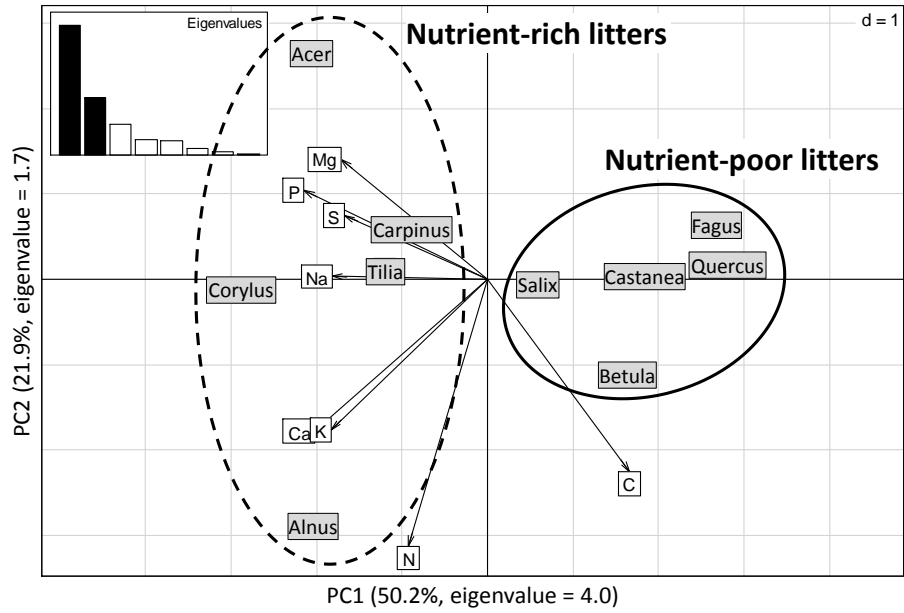 Eigenvalues
Nutrient-rich litters
d = 1
Acer
Mg
Nutrient-poor litters
P
S
Carpinus
Fagus
Na
Tilia
Quercus
Corylus
Salix
Castanea
Betula
Ca
K
C
Alnus
N
PC2 (21.9%, eigenvalue = 1.7)
PC1 (50.2%, eigenvalue = 4.0)